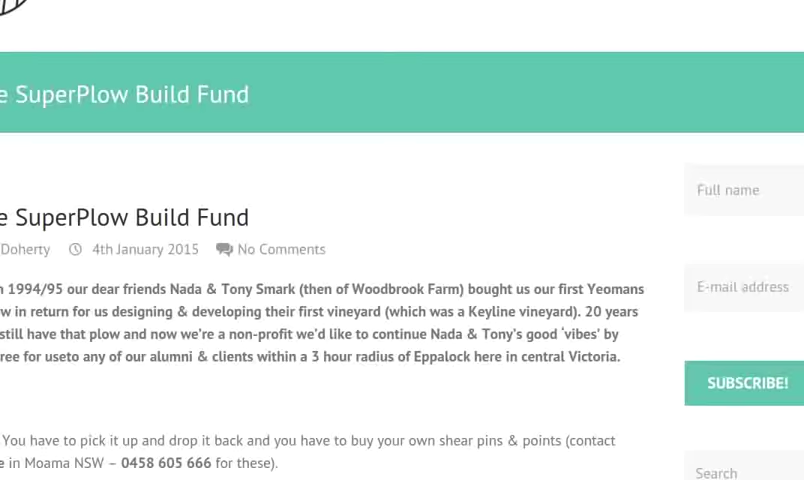 e SuperPlow Build Fund
Full name
e SuperPlow Build Fund
Doherty 4th January 2015 No Comments
E-mail address
n 1994/95 our dear friends Nada & Tony Smark (then of Woodbrook Farm) bought us our first Yeomans
w in return for us designing & developing their first vineyard (which was a Keyline vineyard). 20 years
still have that plow and now we're a non-profit we'd like to continue Nada & Tony's good 'vibes' by
ree for useto any of our alumni & clients within a 3 hour radius of Eppalock here in central Victoria.
SUBSCRIBE!
You have to pick it up and drop it back and you have to buy your own shear pins & points (contact
e in Moama NSW – 0458 605 666 for these).
Search